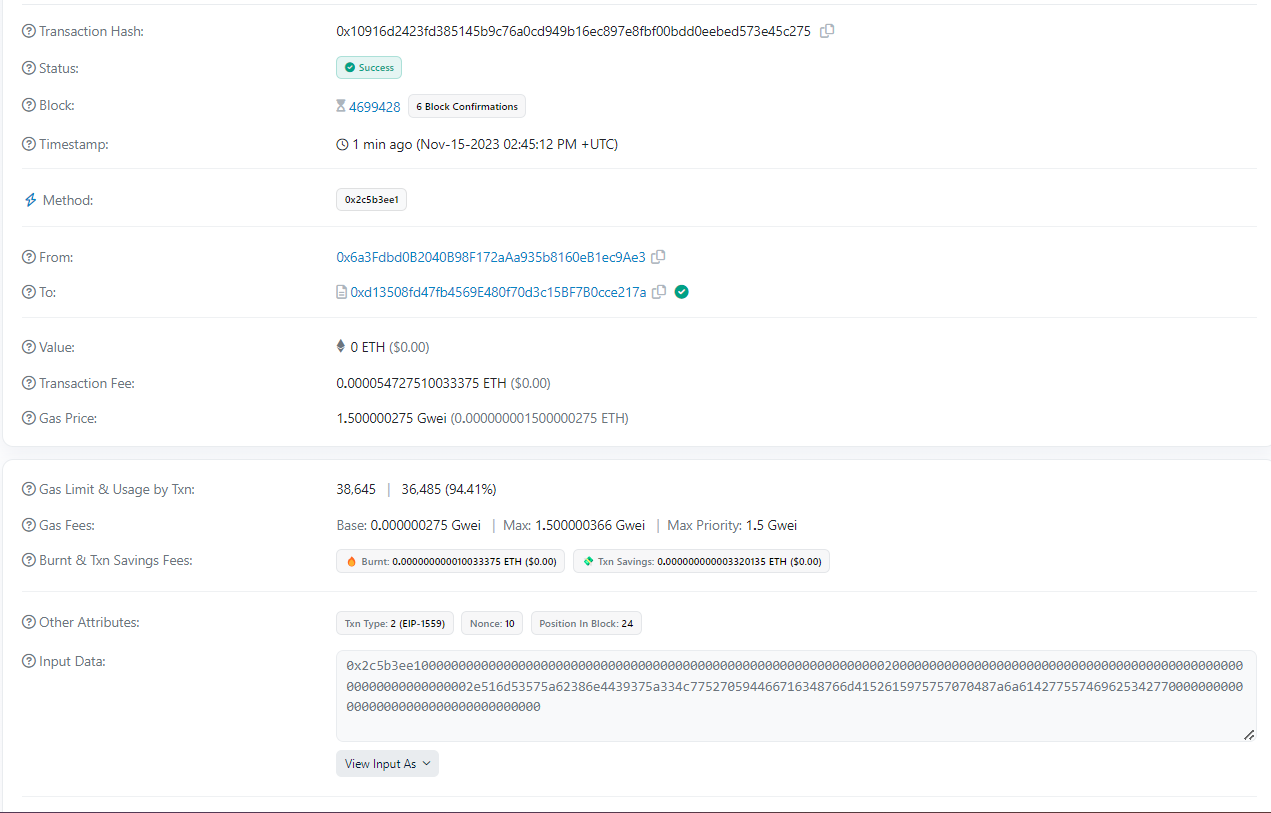 Transaction Hash: 0x10916d2423fd385145b9c76a0cd949b16ec897e8fbf00bdd0eebed573e45c275
Status: Success
Block: 4699428 6 Block Confirmations
Timestamp: 1 min ago (Nov-15-2023 02:45:12 PM +UTC)
Method: 0x2c5b3ee1
From: 0x6a3Fdbd0B2040B98F172aAa935b8160eB1ec9Ae3
To: 0xd13508fd47fb4569E480f70d3c15BF7B0cce217a
Value: 0 ETH ($0.00)
Transaction Fee: 0.000054727510033375 ETH ($0.00)
Gas Price: 1.500000275 Gwei (0.000000001500000275 ETH)
Gas Limit & Usage by Txn: 38,645 | 36,485 (94.41%)
Gas Fees: Base: 0.000000275 Gwei | Max: 1.500000366 Gwei | Max Priority: 1.5 Gwei
Burnt & Txn Savings Fees: Burnt: 0.000000000010033375 ETH ($0.00) Txn Savings: 0.000000000003320135 ETH ($0.00)
Other Attributes: Txn Type: 2 (EIP-1559) Nonce: 10 Position In Block: 24
Input Data: 0x2c5b3ee100000000000000000000000000000000000000000000000000000000000000200000000000000000000000000000000000000000000000
0000000000000002e516d53575a62386e4439375a334c775270594466716348766d4152615975757070487a6a614277557469625342770000000000
00000000000000000000000000
View Input As